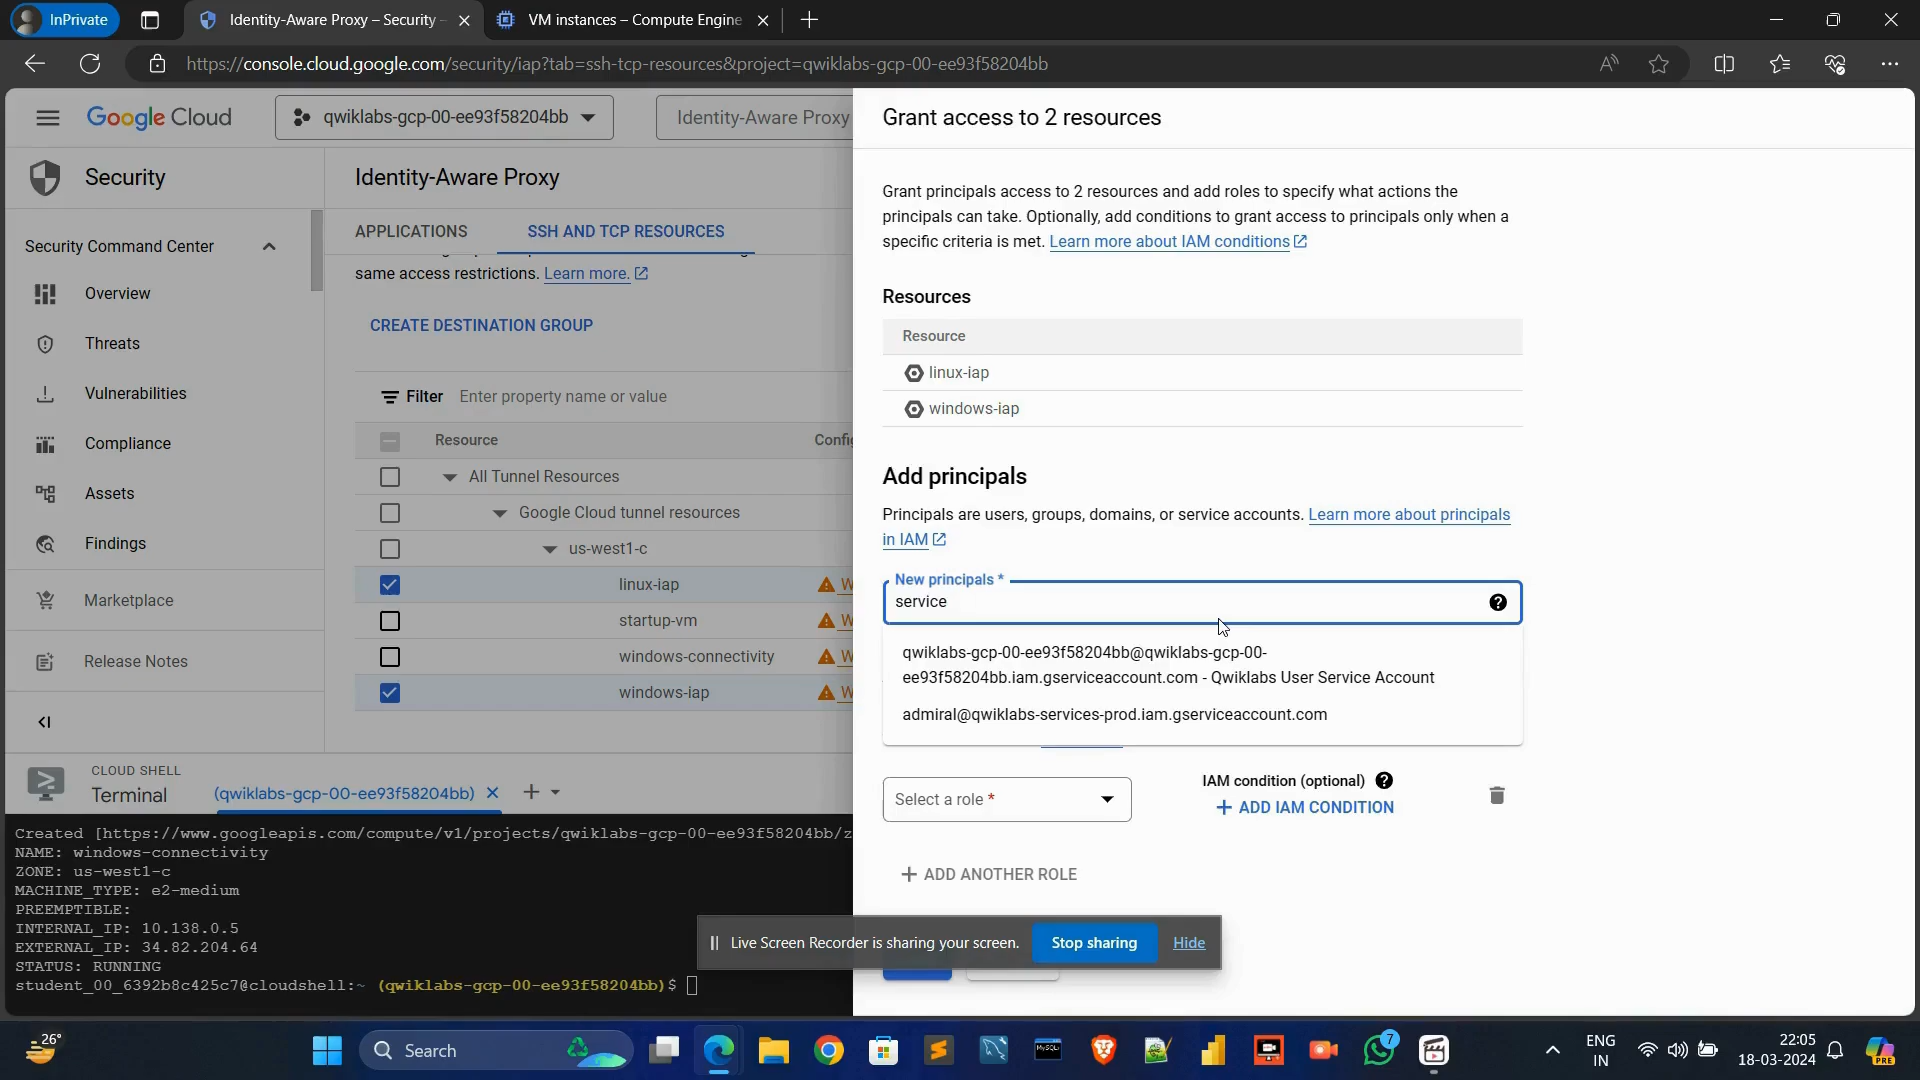 InPrivate
Identity-Aware Proxy – Security -
VM instances – Compute Engine
https://console.cloud.google.com/security/iap?tab=ssh-tcp-resources&project=qwiklabs-gcp-00-ee93f58204bb
Google Cloud
qwiklabs-gcp-00-ee93f58204bb
Identity-Aware Proxy
Security
Security Command Center
Overview
Threats
Vulnerabilities
Compliance
Assets
Findings
Marketplace
Release Notes
Identity-Aware Proxy
APPLICATIONS
SSH AND TCP RESOURCES
same access restrictions. Learn more.
CREATE DESTINATION GROUP
Filter Enter property name or value
Resource
All Tunnel Resources
Google Cloud tunnel resources
us-west1-c
linux-iap
startup-vm
windows-connectivity
windows-iap
Grant access to 2 resources
Grant principals access to 2 resources and add roles to specify what actions the
principals can take. Optionally, add conditions to grant access to principals only when a
specific criteria is met. Learn more about IAM conditions
Resources
Resource
linux-iap
windows-iap
Add principals
Principals are users, groups, domains, or service accounts. Learn more about principals
in IAM
New principals *
service
qwiklabs-gcp-00-ee93f58204bb@qwiklabs-gcp-00-
ee93f58204bb.iam.gserviceaccount.com - Qwiklabs User Service Account
admiral@qwiklabs-services-prod.iam.gserviceaccount.com
Select a role *
IAM condition (optional)
+ ADD IAM CONDITION
+ ADD ANOTHER ROLE
CLOUD SHELL
Terminal
(qwiklabs-gcp-00-ee93f58204bb)
Created [https://www.googleapis.com/compute/v1/projects/qwiklabs-gcp-00-ee93f58204bb/z
NAME: windows-connectivity
ZONE: us-west1-c
MACHINE_TYPE: e2-medium
PREEMPTIBLE:
INTERNAL_IP: 10.138.0.5
EXTERNAL_IP: 34.82.204.64
STATUS: RUNNING
student_00_6392b8c425c7@cloudshell:~ (qwiklabs-gcp-00-ee93f58204bb)$
Live Screen Recorder is sharing your screen.
Stop sharing
Hide
26°
Search
7
ENG
IN
22:05
18-03-2024
PRE